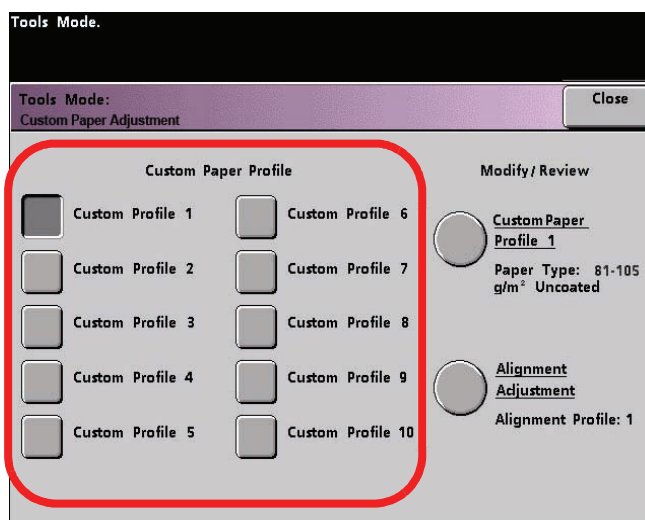 Tools Mode.
Tools Mode:
Custom Paper Adjustment
Close
Custom Paper Profile
Custom Profile 1
Custom Profile 2
Custom Profile 3
Custom Profile 4
Custom Profile 5
Custom Profile 6
Custom Profile 7
Custom Profile 8
Custom Profile 9
Custom Profile 10
Modify/Review
Custom Paper
Profile 1
Paper Type: 81-105
g/m² Uncoated
Alignment
Adjustment
Alignment Profile: 1